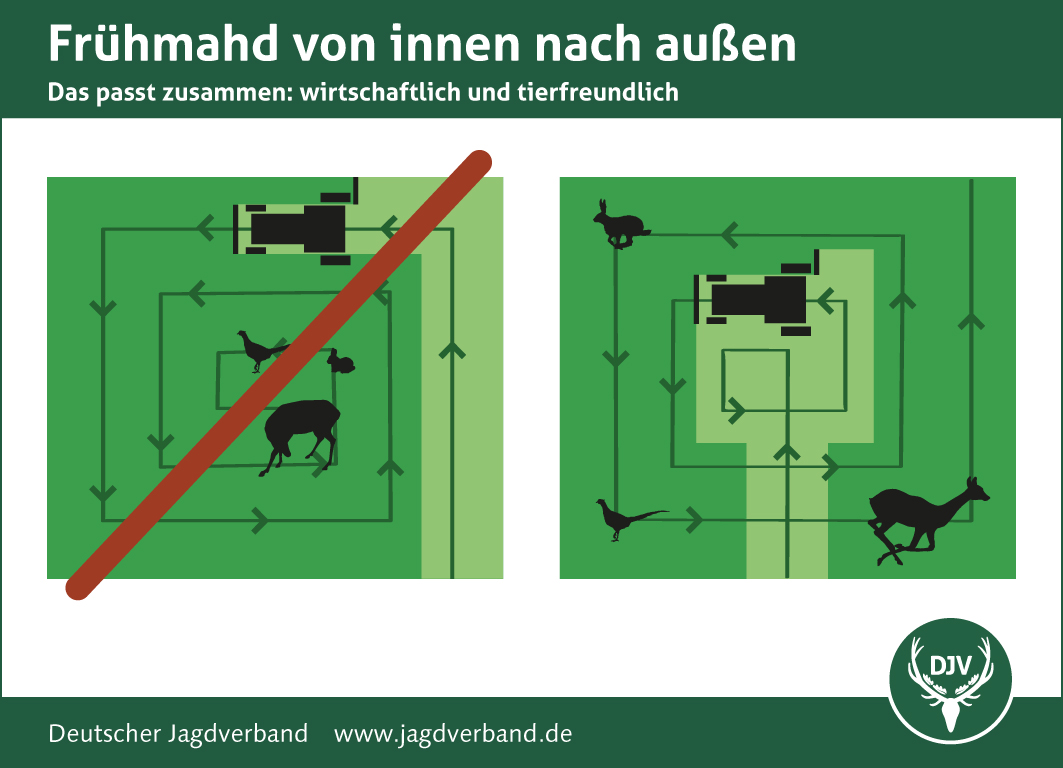 Frühmahd von innen nach außen
Das passt zusammen: wirtschaftlich und tierfreundlich
DJV
Deutscher Jagdverband www.jagdverband.de